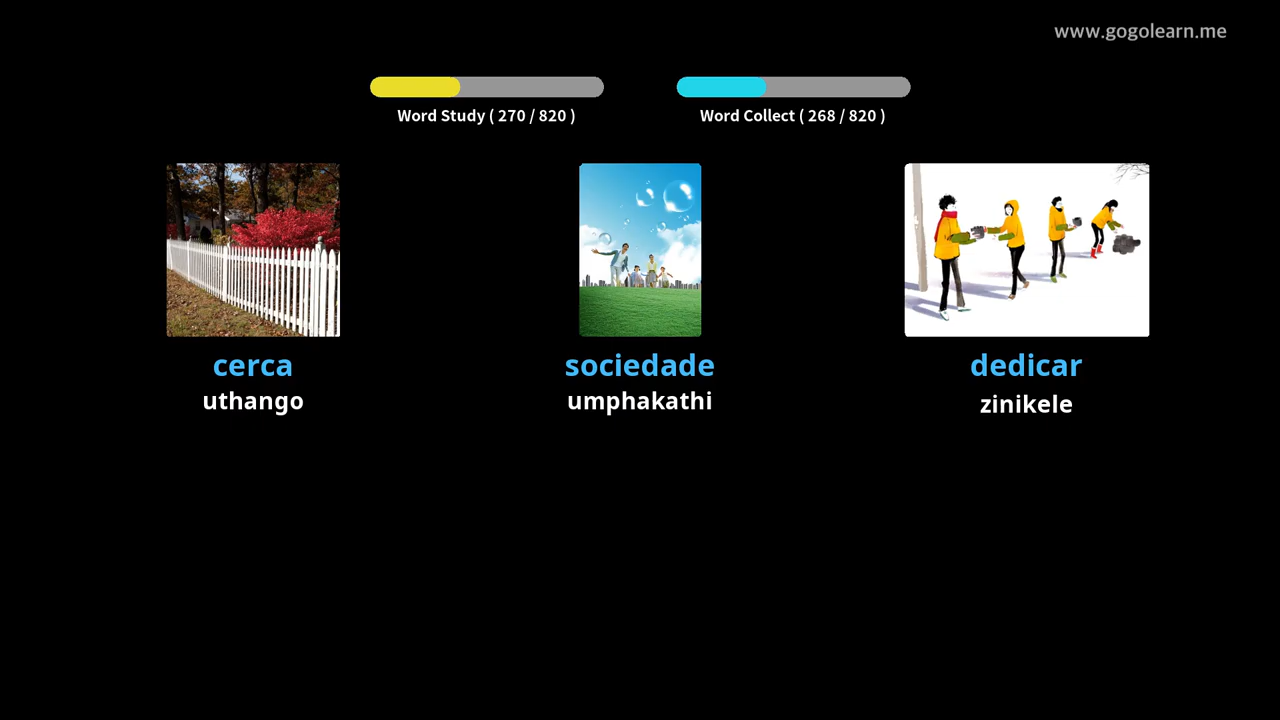 www.gogolearn.me
Word Study ( 270 / 820 )
Word Collect ( 268 / 820 )
cerca
uthango
sociedade
umphakathi
dedicar
zinikele